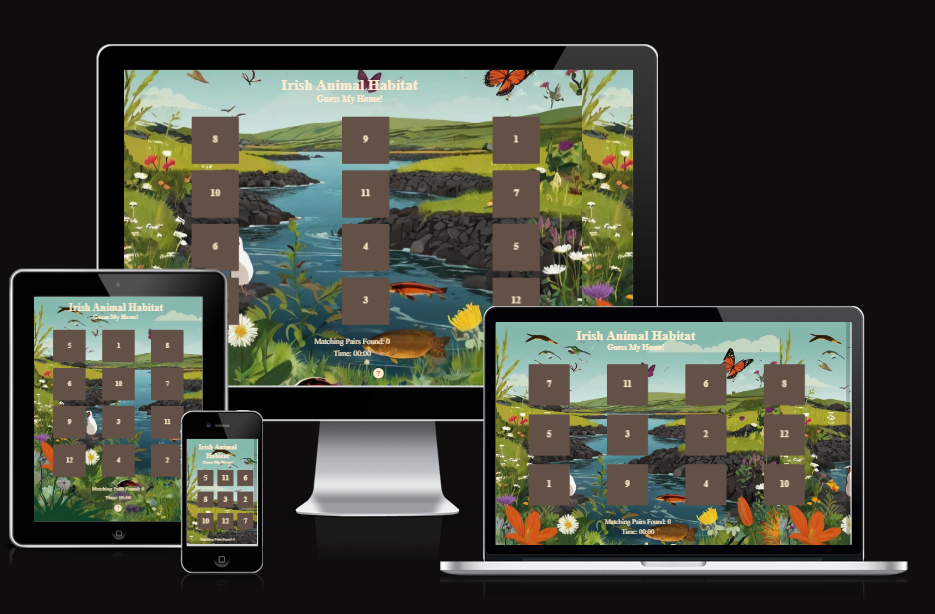 Irish Animal Habitat
Guess My Home!
8 9 1
10 11 7
6 4 5
3 12
Matching Pairs Found: 0
Time: 00:00
?
Irish Animal Habitat
Guess My Home!
5 1 8
6 10 7
9 3 11
12 4 2
Matching Pairs Found: 0
Time: 00:00
?
Irish Animal
Habitat
Guess My Home!
5 11 6
8 3 2
10 12 7
Matching Pairs Found: 0
Irish Animal Habitat
Guess My Home!
7 11 6 8
5 3 2 12
1 9 4 10
Matching Pairs Found: 0
Time: 00:00